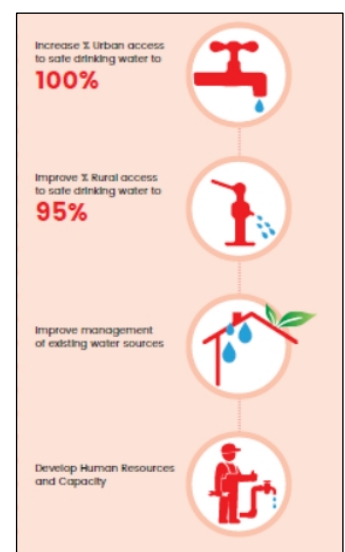 Increase % Urban access
to safe drinking water to
100%
Improve % Rural access
to safe drinking water to
95%
Improve management
of existing water sources
Develop Human Resources
and Capacity